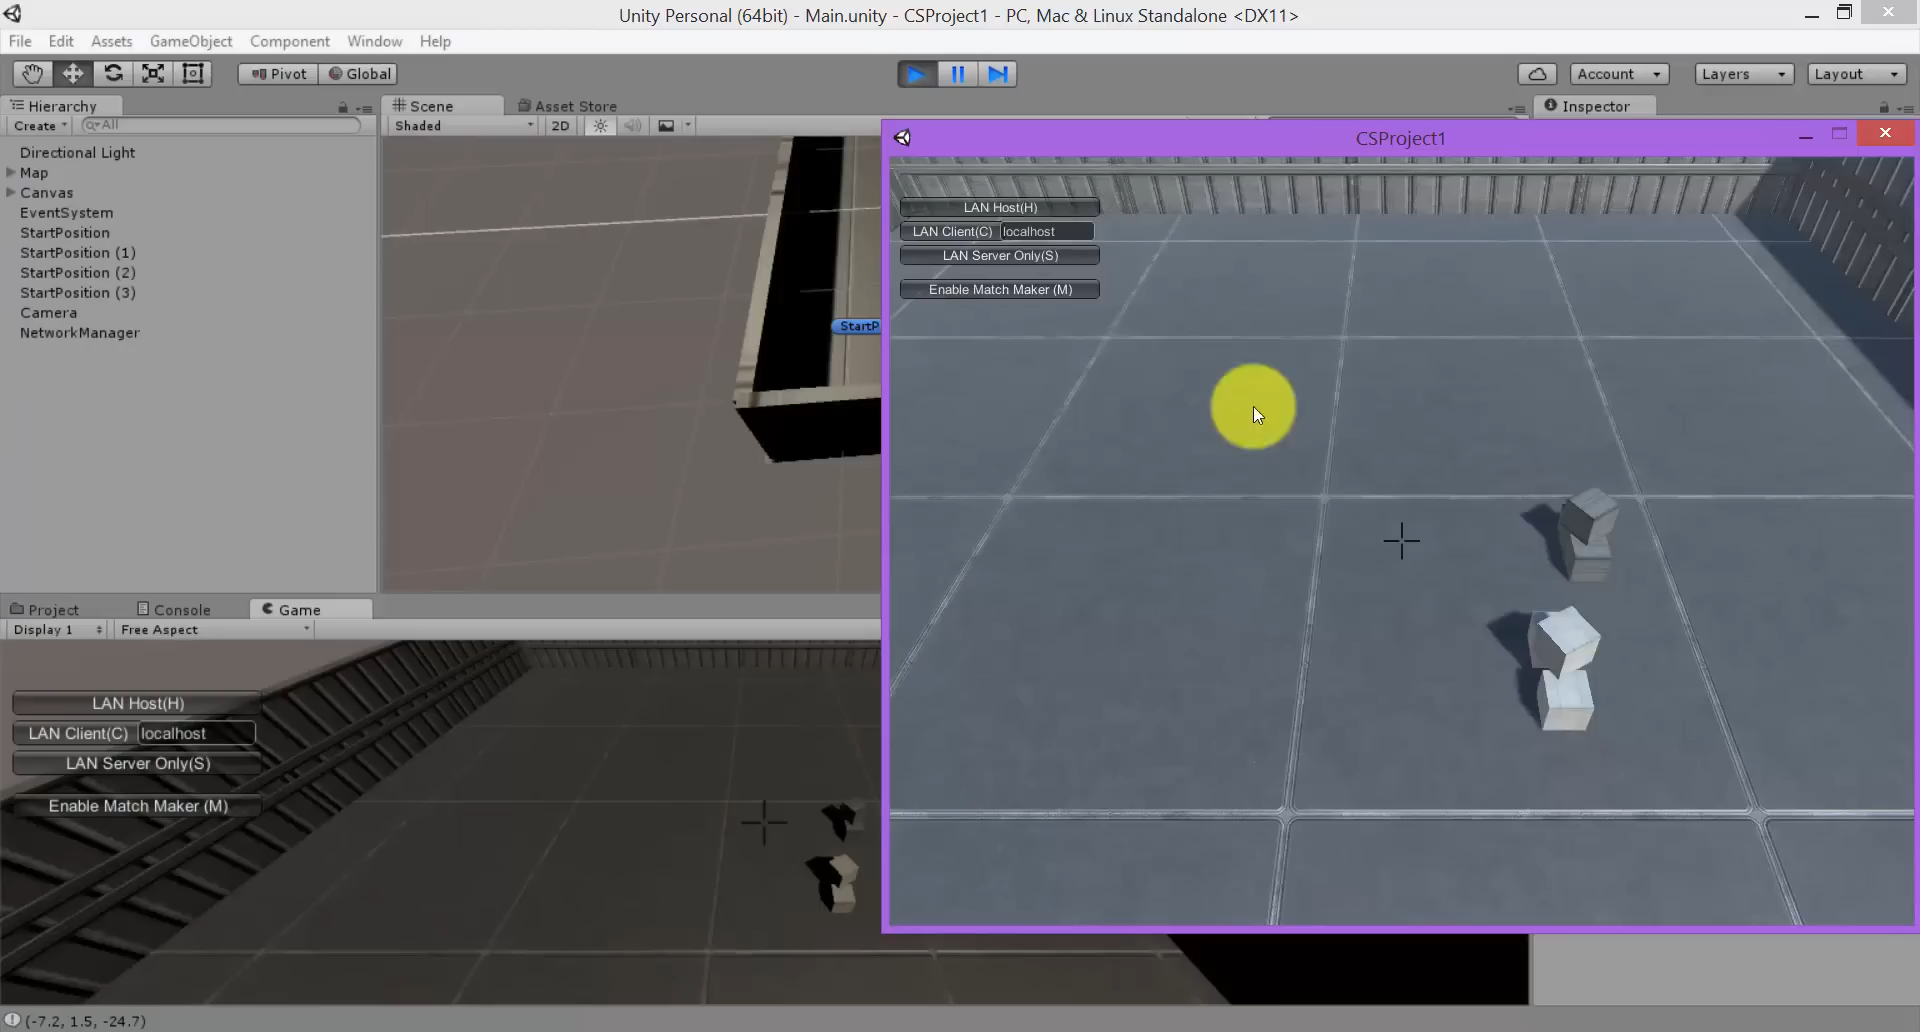 Unity Personal (64bit) - Main.unity - CSProject1 - PC, Mac & Linux Standalone <DX11>
File Edit Assets GameObject Component Window Help
Pivot Global Account Layers Layout
Hierarchy Scene Asset Store Inspector
Create All Shaded 2D
CSProject1
Directional Light
Map
Canvas
EventSystem
StartPosition
StartPosition (1)
StartPosition (2)
StartPosition (3)
Camera
NetworkManager
StartP
LAN Host(H)
LAN Client(C) localhost
LAN Server Only(S)
Enable Match Maker (M)
Project Console Game
Display 1 Free Aspect
LAN Host(H)
LAN Client(C) localhost
LAN Server Only(S)
Enable Match Maker (M)
(-7.2, 1.5, -24.7)